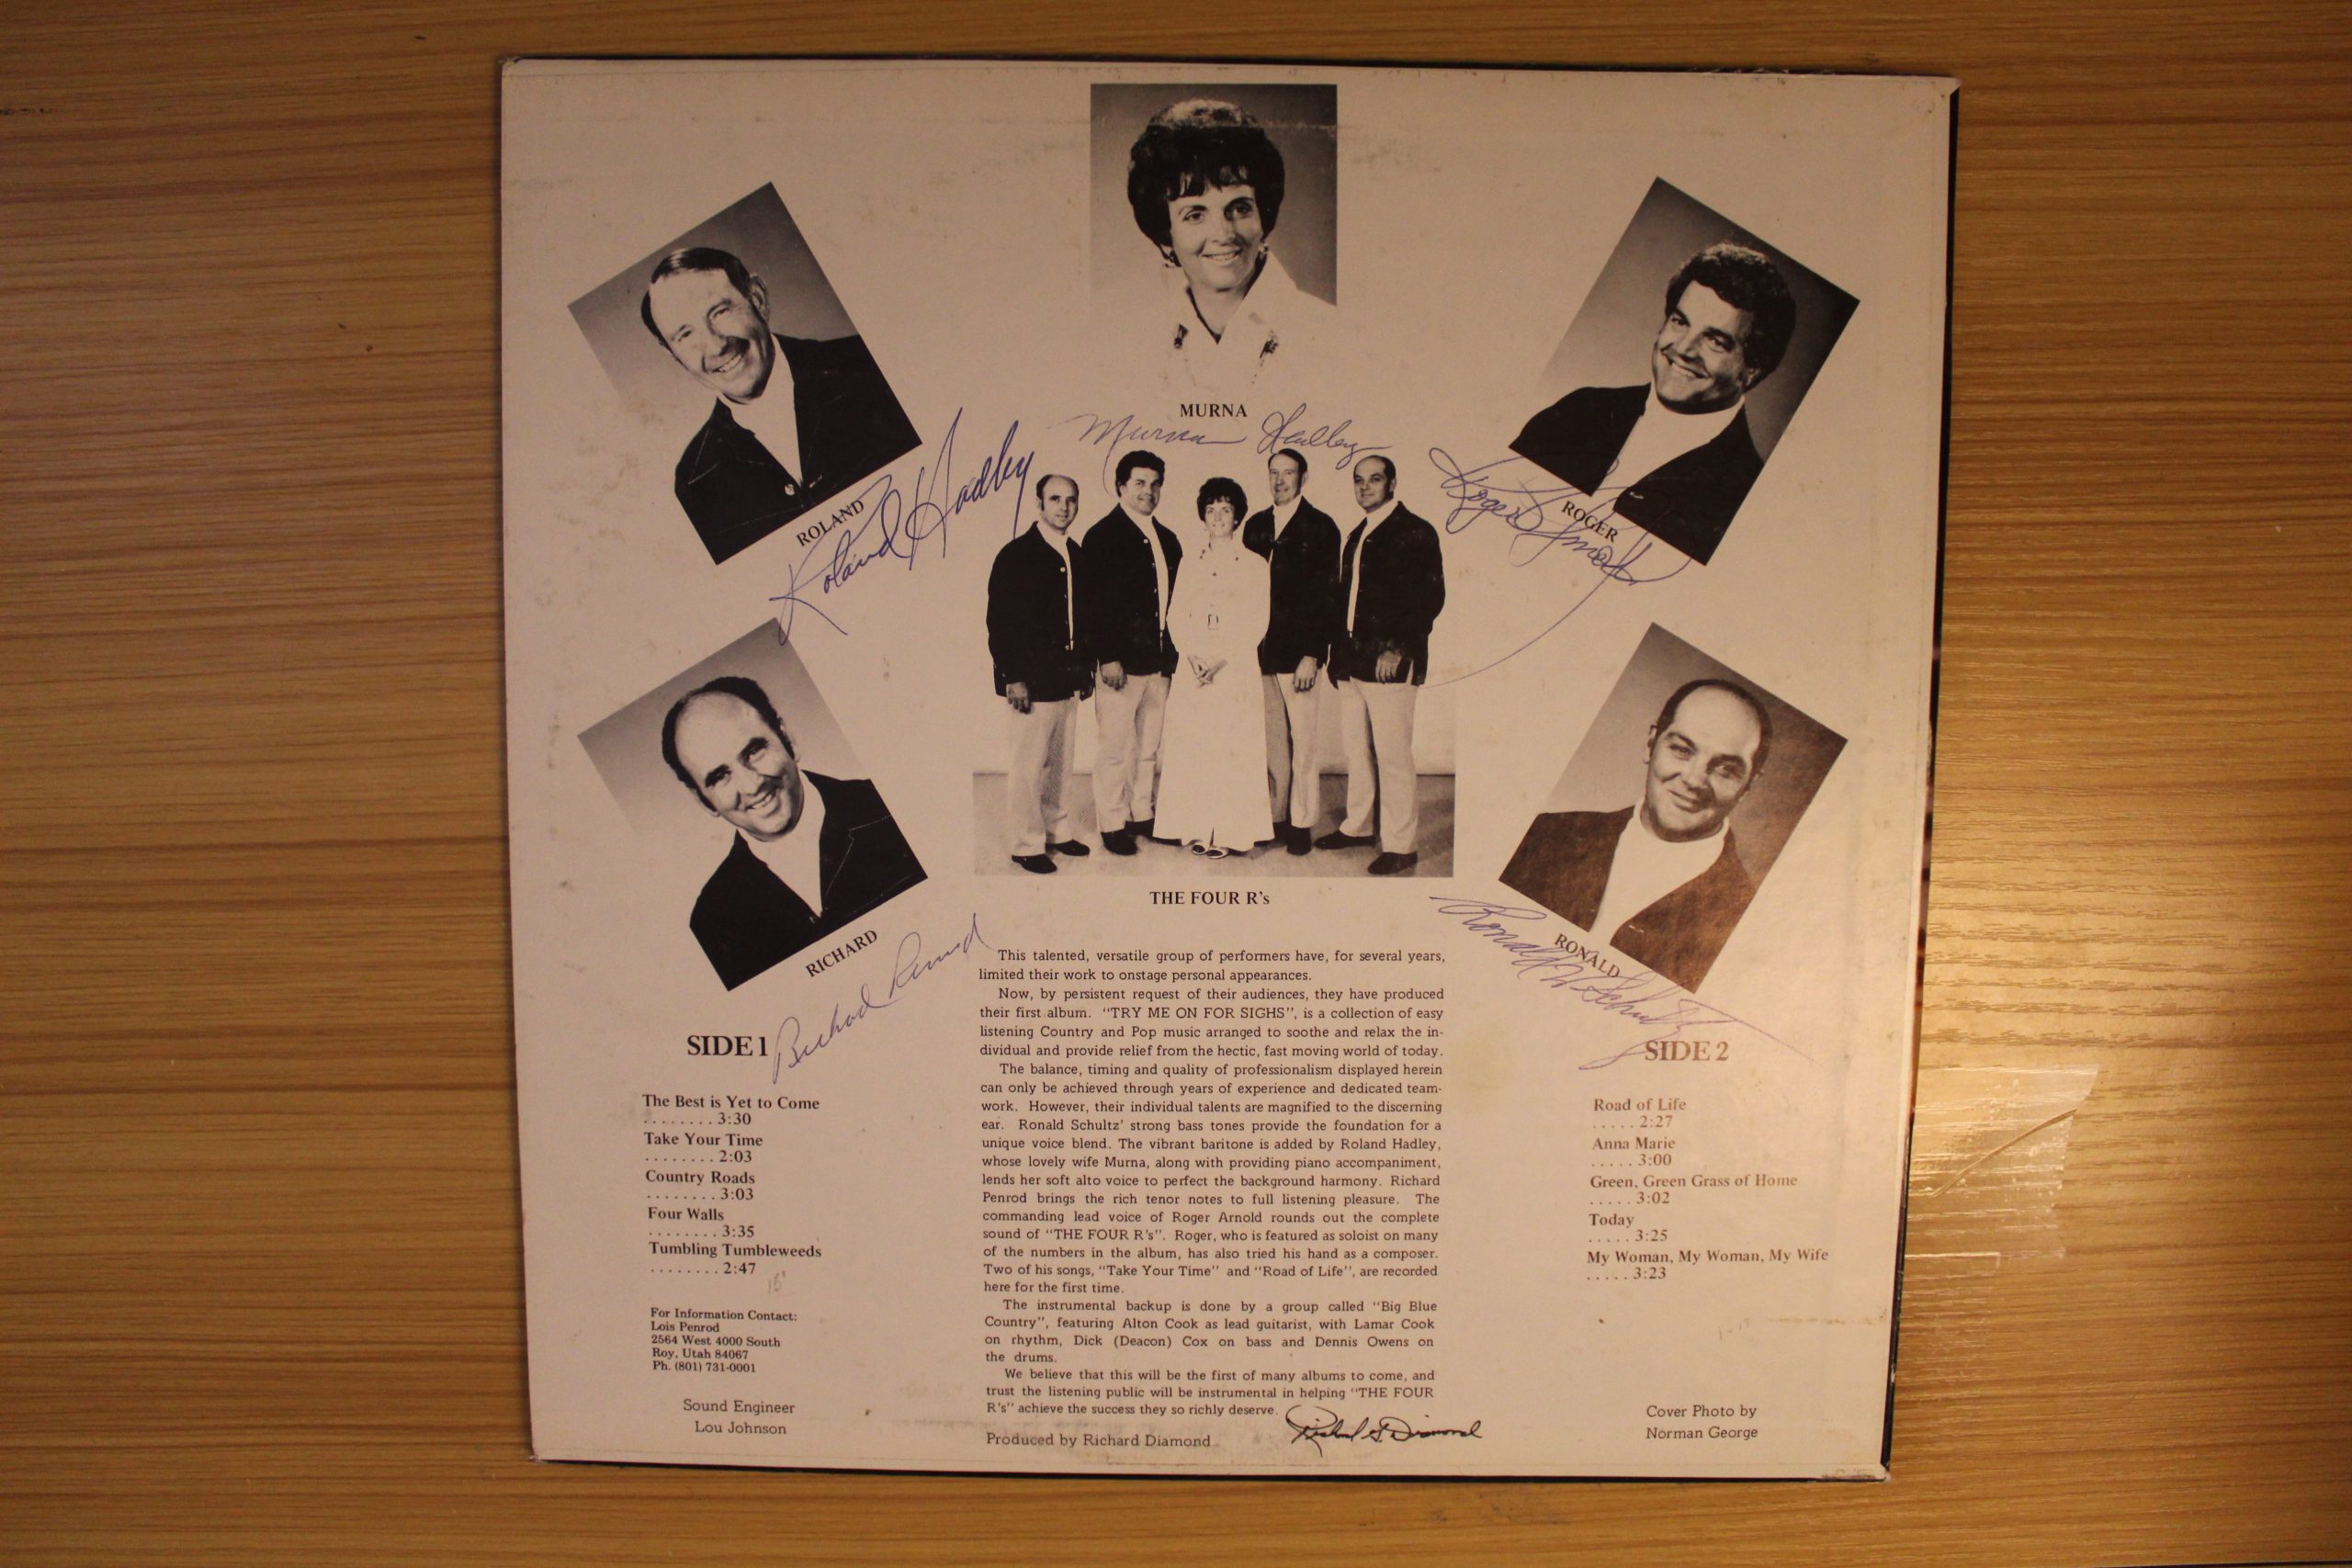 MURNA
Murna Hadley
ROLAND
Roland Hadley
ROGER
Roger Arnold
RICHARD
Richard Penrod
RONALD
Ronald W Schultz
THE FOUR R's
This talented, versatile group of performers have, for several years,
limited their work to onstage personal appearances.
Now, by persistent request of their audiences, they have produced
their first album. "TRY ME ON FOR SIGHS", is a collection of easy
listening Country and Pop music arranged to soothe and relax the in-
dividual and provide relief from the hectic, fast moving world of today.
The balance, timing and quality of professionalism displayed herein
can only be achieved through years of experience and dedicated team-
work. However, their individual talents are magnified to the discerning
ear. Ronald Schultz' strong bass tones provide the foundation for a
unique voice blend. The vibrant baritone is added by Roland Hadley,
whose lovely wife Murna, along with providing piano accompaniment,
lends her soft alto voice to perfect the background harmony. Richard
Penrod brings the rich tenor notes to full listening pleasure. The
commanding lead voice of Roger Arnold rounds out the complete
sound of "THE FOUR R's". Roger, who is featured as soloist on many
of the numbers in the album, has also tried his hand as a composer.
Two of his songs, "Take Your Time" and "Road of Life", are recorded
here for the first time.
The instrumental backup is done by a group called "Big Blue
Country", featuring Alton Cook as lead guitarist, with Lamar Cook
on rhythm, Dick (Deacon) Cox on bass and Dennis Owens on
the drums.
We believe that this will be the first of many albums to come, and
trust the listening public will be instrumental in helping "THE FOUR
R's" achieve the success they so richly deserve.
Produced by Richard Diamond
Richard G. Diamond
SIDE 1
The Best is Yet to Come
........ 3:30
Take Your Time
........ 2:03
Country Roads
........ 3:03
Four Walls
........ 3:35
Tumbling Tumbleweeds
........ 2:47
For Information Contact:
Lois Penrod
2564 West 4000 South
Roy, Utah 84067
Ph. (801) 731-0001
Sound Engineer
Lou Johnson
SIDE 2
Road of Life
..... 2:27
Anna Marie
..... 3:00
Green, Green Grass of Home
..... 3:02
Today
..... 3:25
My Woman, My Woman, My Wife
..... 3:23
Cover Photo by
Norman George